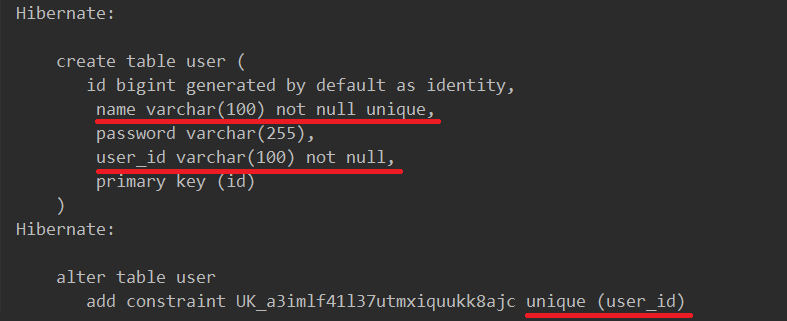 Hibernate:
create table user (
id bigint generated by default as identity,
name varchar(100) not null unique,
password varchar(255),
user_id varchar(100) not null,
primary key (id)
)
Hibernate:
alter table user
add constraint UK_a3imlf41l37utmxiquukk8ajc unique (user_id)